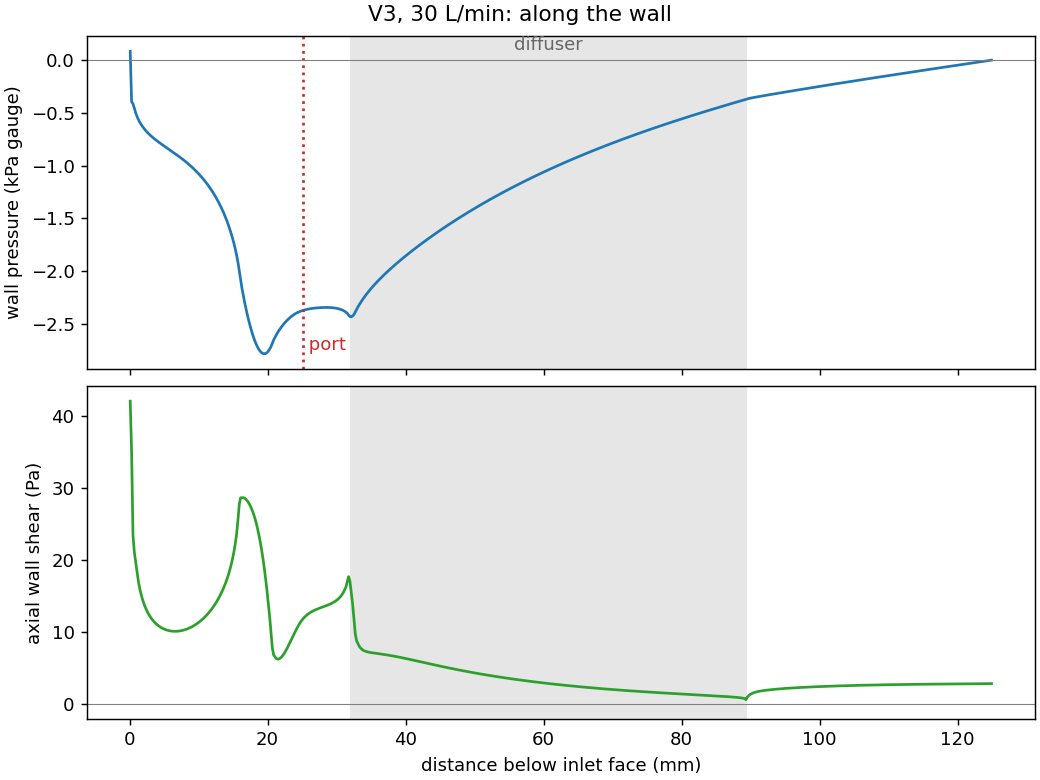 V3, 30 L/min: along the wall
diffuser
0.0
−0.5
−1.0
−1.5
−2.0
−2.5
wall pressure (kPa gauge)
port
40
30
20
10
0
axial wall shear (Pa)
0 20 40 60 80 100 120
distance below inlet face (mm)